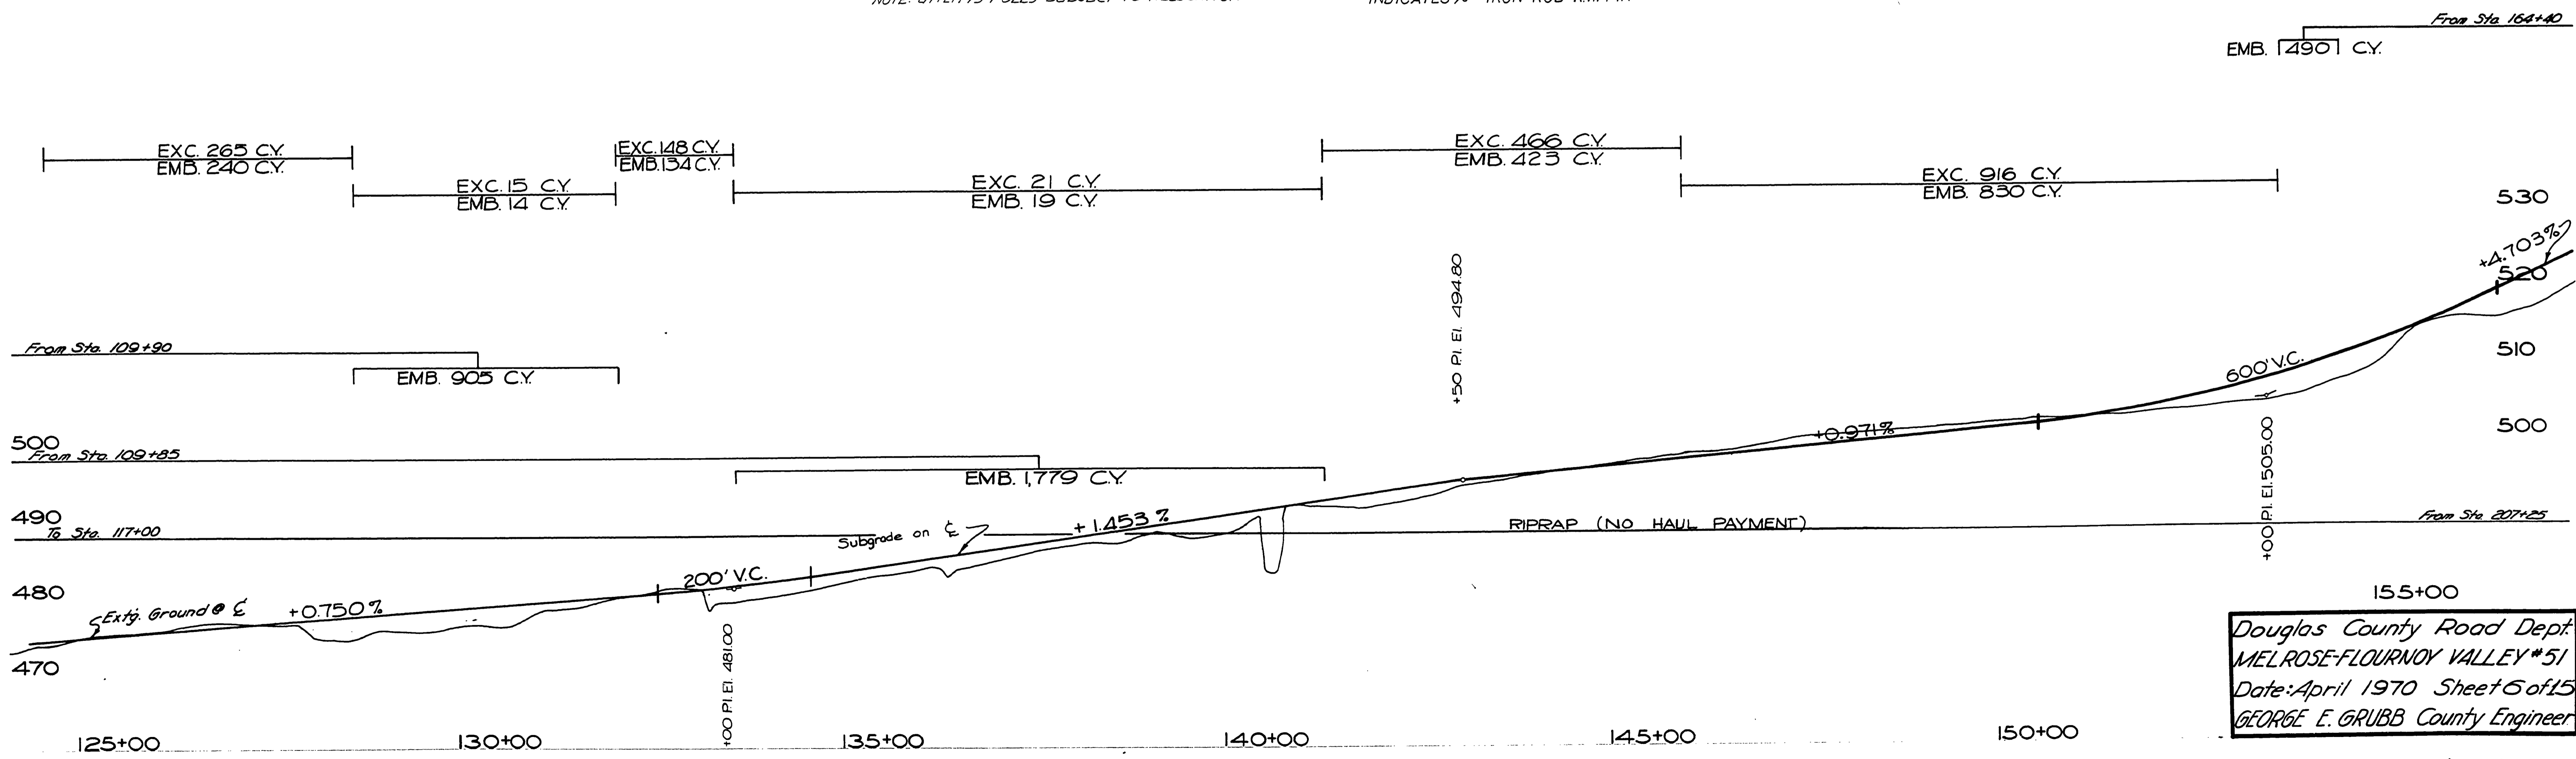 From Sta. 164+40
EMB. 490 C.Y.
EXC. 265 C.Y.
EMB. 240 C.Y.
EXC. 15 C.Y.
EMB. 14 C.Y.
EXC. 148 C.Y.
EMB. 134 C.Y.
EXC. 21 C.Y.
EMB. 19 C.Y.
EXC. 466 C.Y.
EMB. 423 C.Y.
EXC. 916 C.Y.
EMB. 830 C.Y.
530
+4.703%
520
510
500
+50 P.I. El. 494.80
From Sta. 109+90
EMB. 905 C.Y.
600' V.C.
+0.971%
500
From Sta. 109+85
EMB. 1,779 C.Y.
+00 P.I. El. 505.00
490
To Sta. 117+00
Subgrade on ℄
+1.453%
RIPRAP (NO HAUL PAYMENT)
From Sta. 207+25
480
Extg. Ground @ ℄
+0.750%
200' V.C.
+00 P.I. El. 481.00
470
155+00
125+00
130+00
135+00
140+00
145+00
150+00
Douglas County Road Dept.
MELROSE-FLOURNOY VALLEY #51
Date: April 1970 Sheet 6 of 15
GEORGE E. GRUBB County Engineer